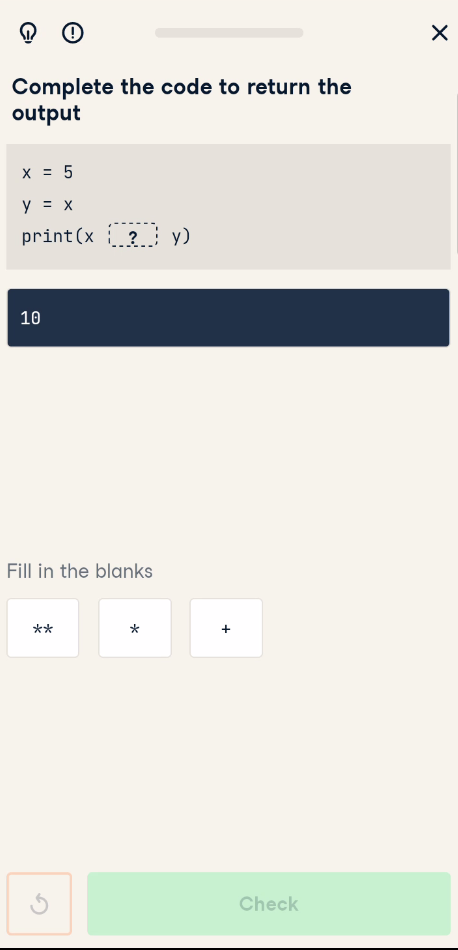 Complete the code to return the
output
x = 5
y = x
print(x ? y)
10
Fill in the blanks
** * +
Check